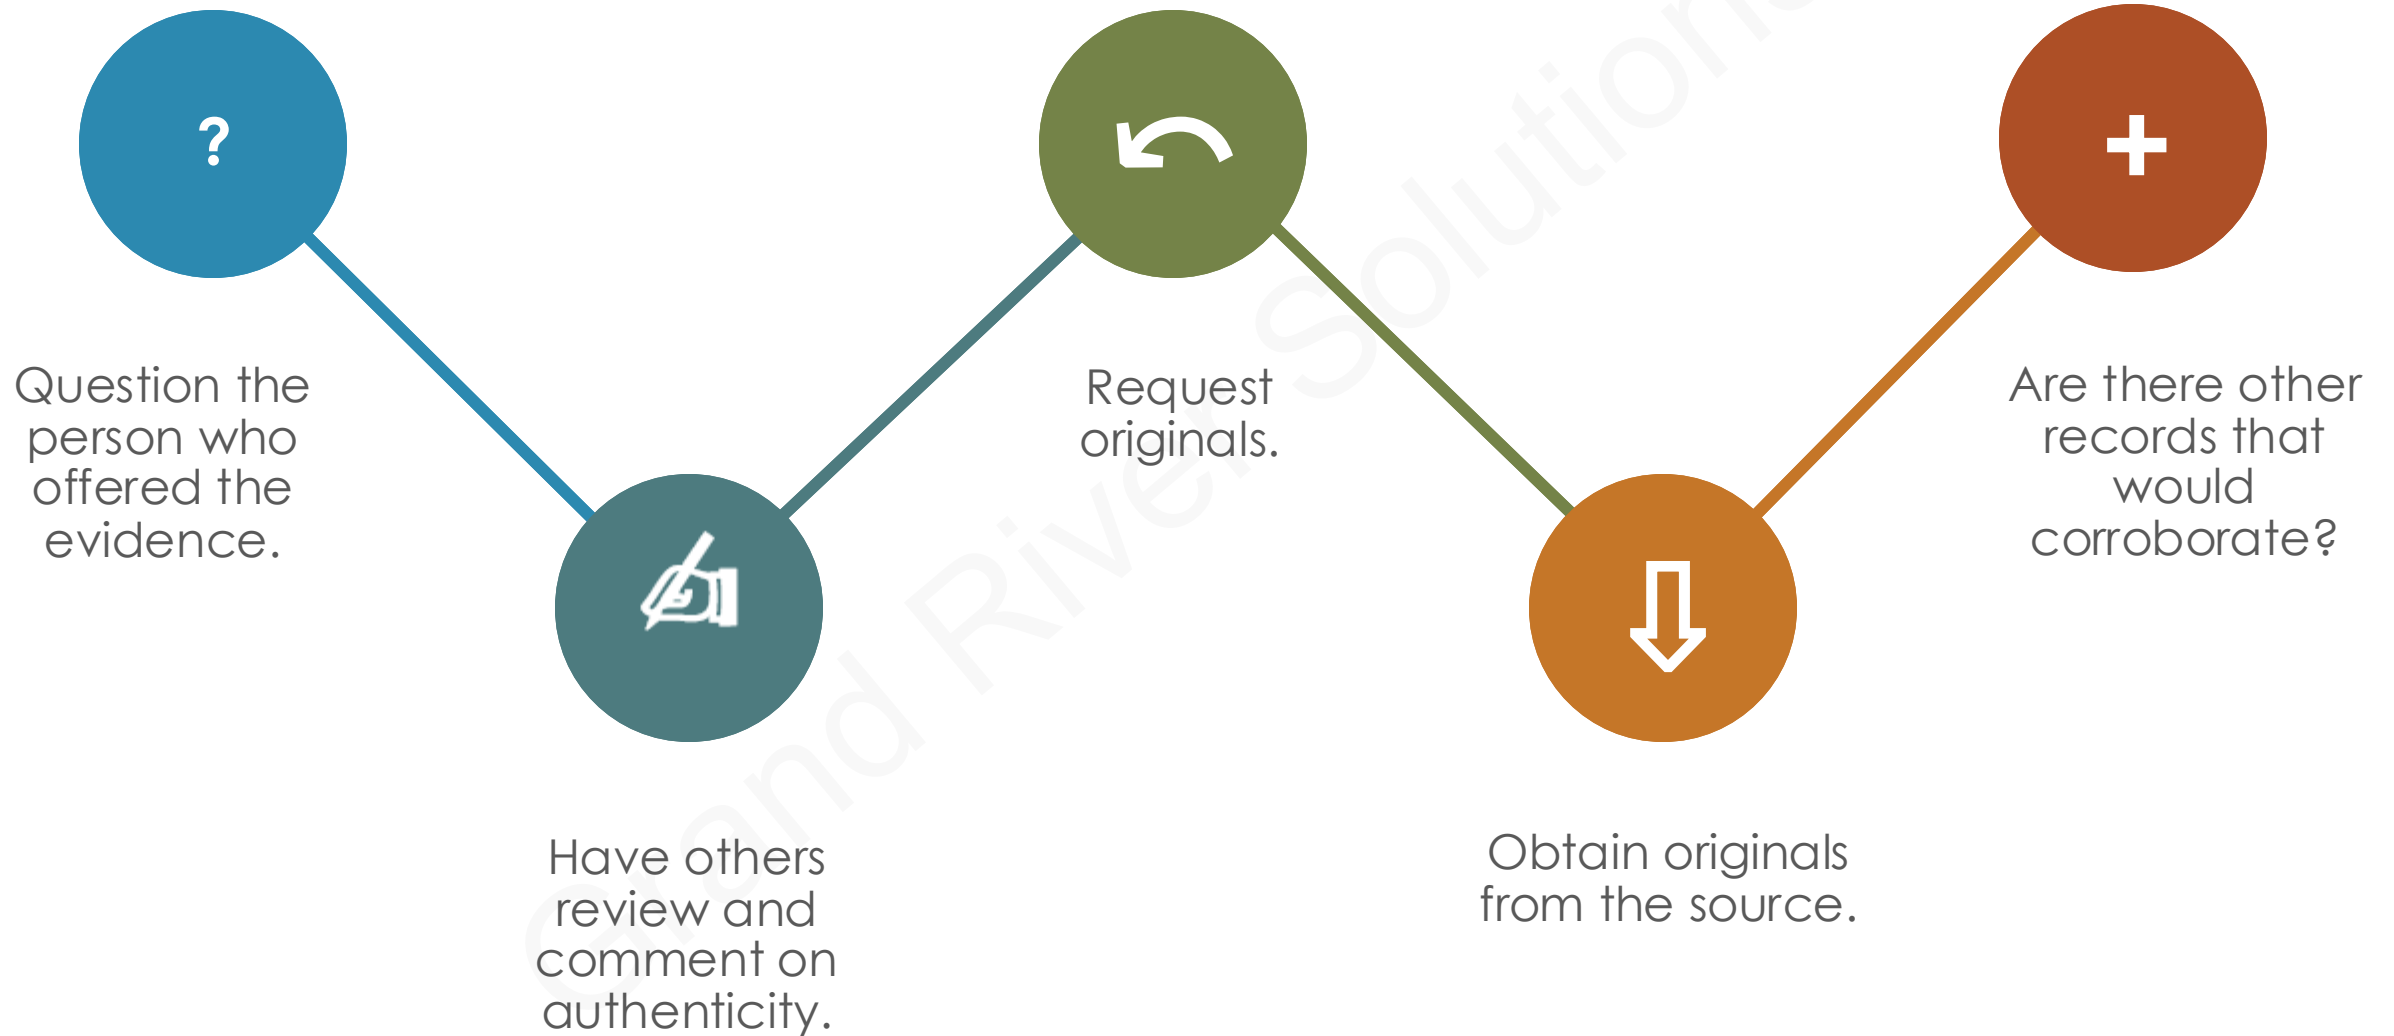 ?
Question the
person who
offered the
evidence.
Have others
review and
comment on
authenticity.
Request
originals.
Obtain originals
from the source.
+
Are there other
records that
would
corroborate?
Grand River Solutions